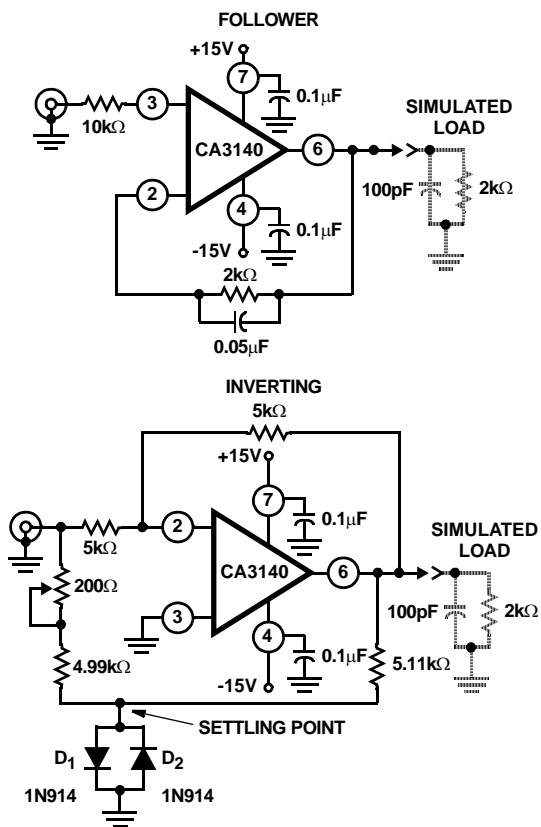 FOLLOWER
+15V
7
0.1μF
3
10kΩ
CA3140
6
SIMULATED
LOAD
100pF
2kΩ
2
4
0.1μF
-15V
2kΩ
0.05μF
INVERTING
5kΩ
+15V
7
0.1μF
5kΩ
2
SIMULATED
LOAD
200Ω
CA3140
6
3
100pF
2kΩ
4
0.1μF
4.99kΩ
5.11kΩ
-15V
SETTLING POINT
D1
D2
1N914
1N914